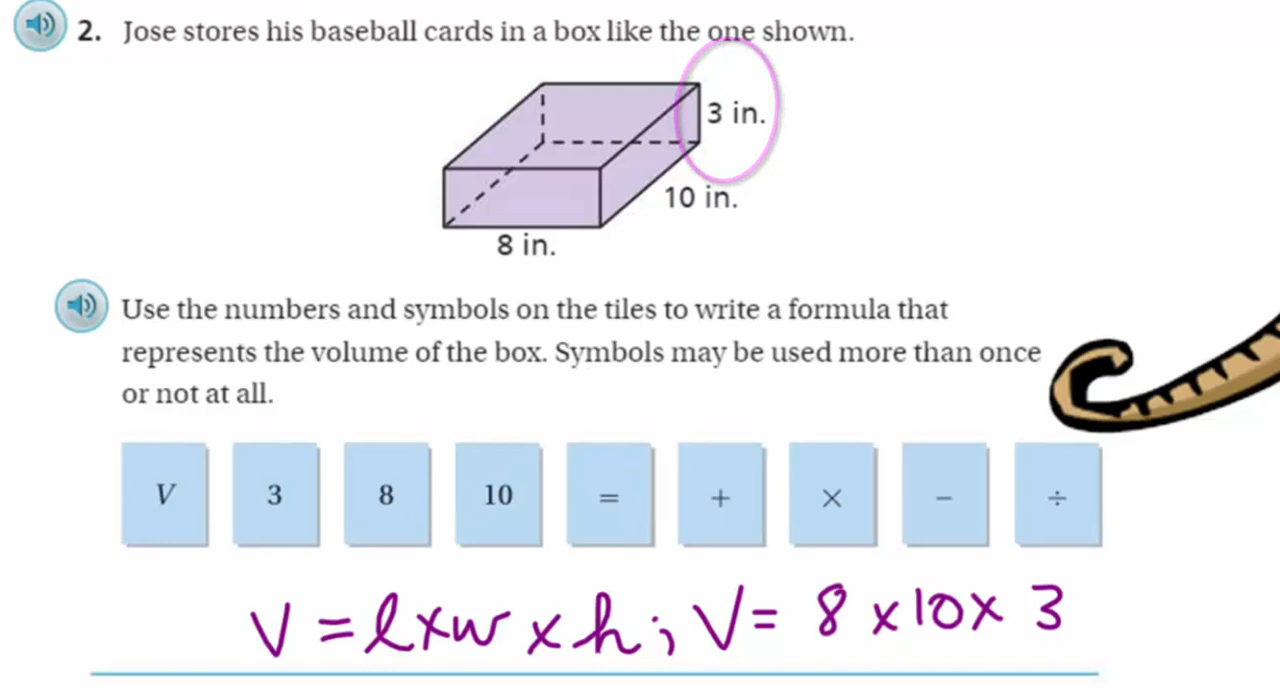 2. Jose stores his baseball cards in a box like the one shown.
3 in.
10 in.
8 in.
Use the numbers and symbols on the tiles to write a formula that
represents the volume of the box. Symbols may be used more than once
or not at all.
V 3 8 10 = + × − ÷
V = l x w x h ; V = 8 x 10 x 3